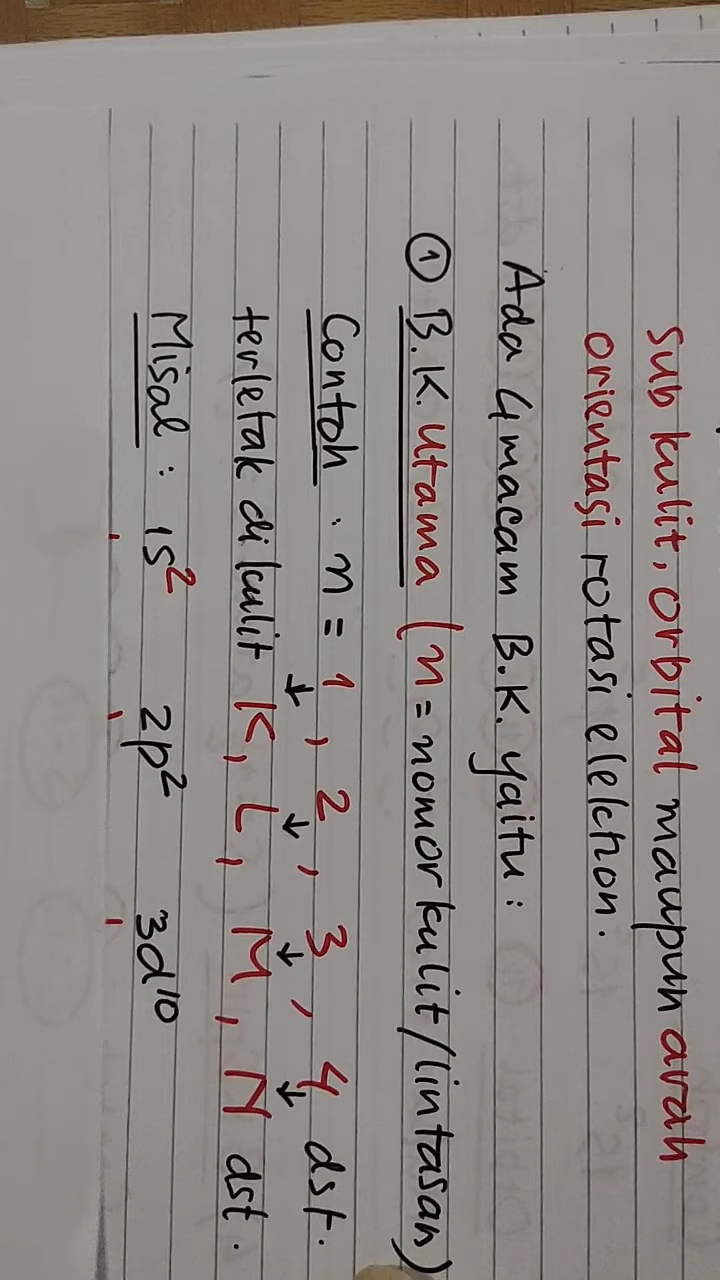 sub kulit, orbital maupun arah
orientasi rotasi elektron.
Ada 4 macam B.K. yaitu :
① B.K. utama (n = nomor kulit/lintasan)
Contoh : n = 1, 2, 3, 4 dst.
↓ ↓ ↓ ↓
terletak di kulit K, L, M, N dst.
Misal : 1s² 2p² 3d¹⁰